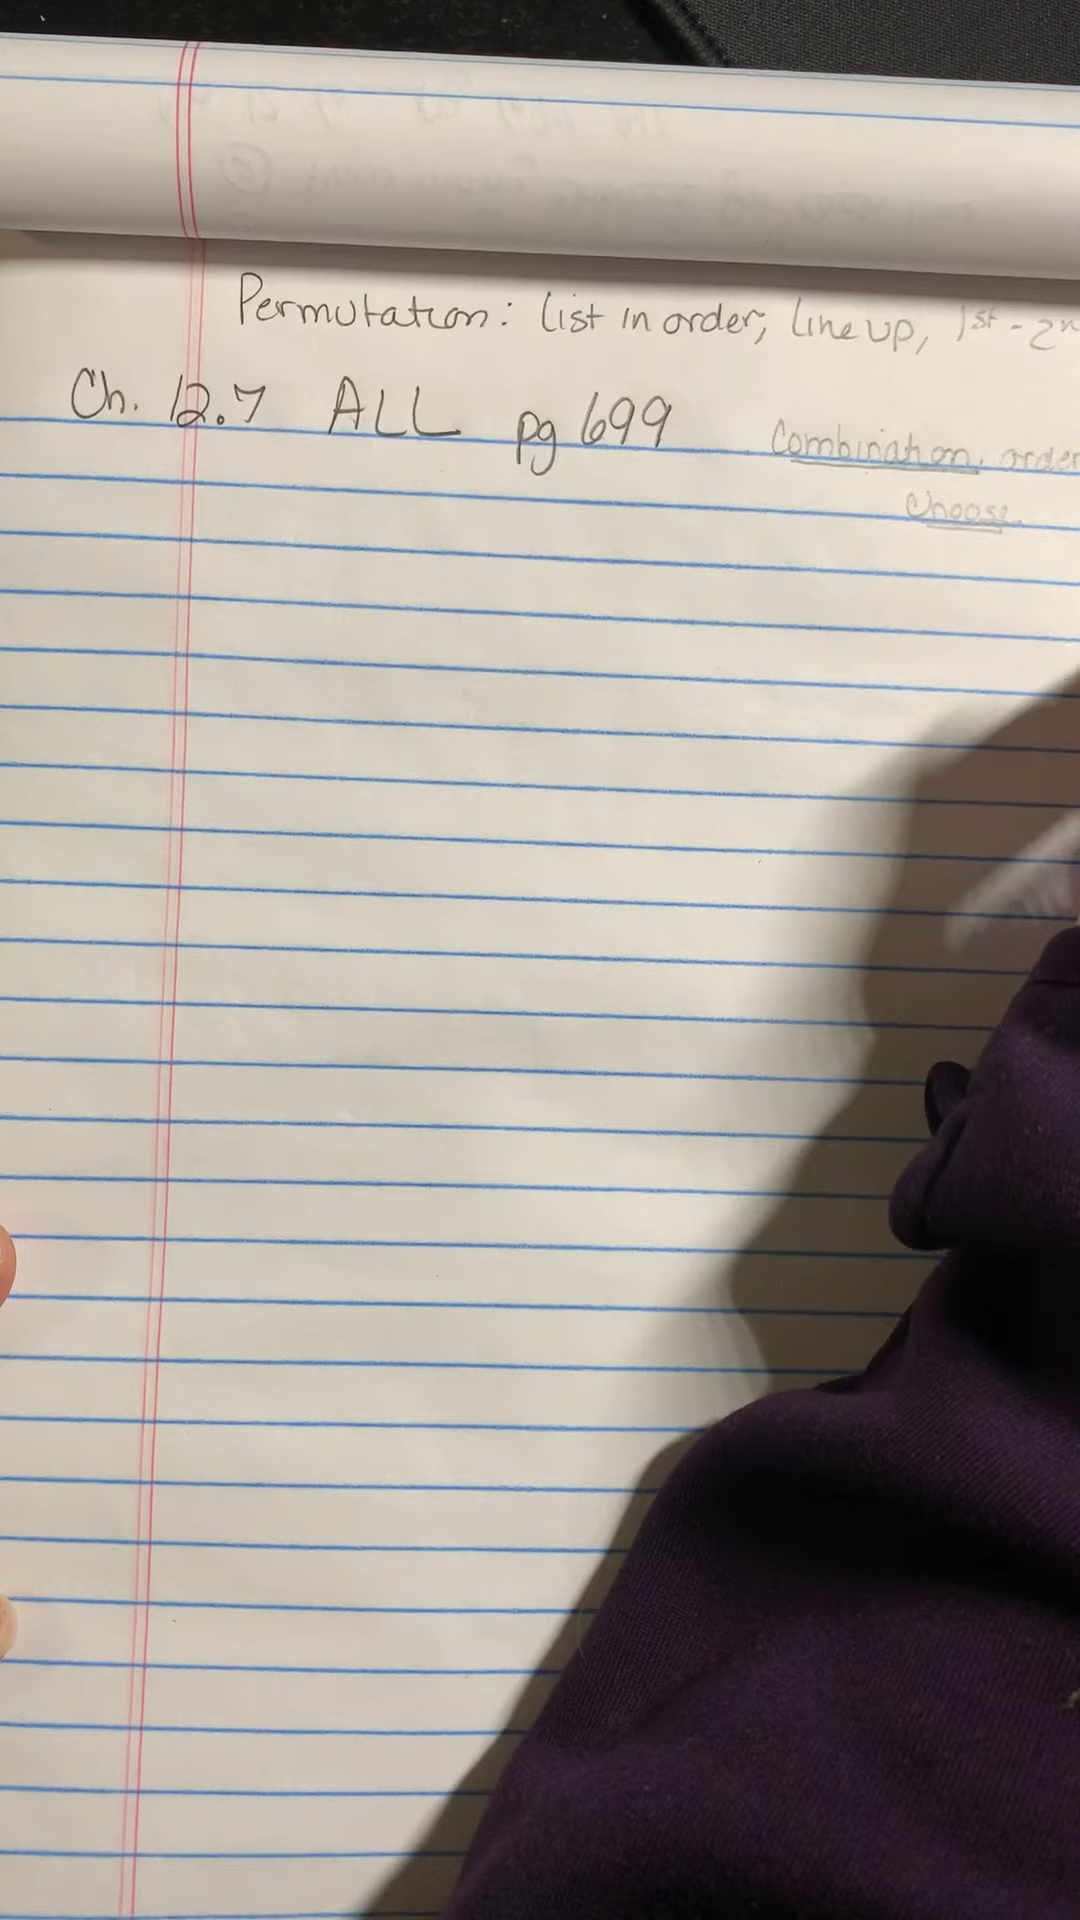 Permutation: list in order, line up, 1st - 2n
Ch. 12.7 ALL pg 699
Combination, order
Choose